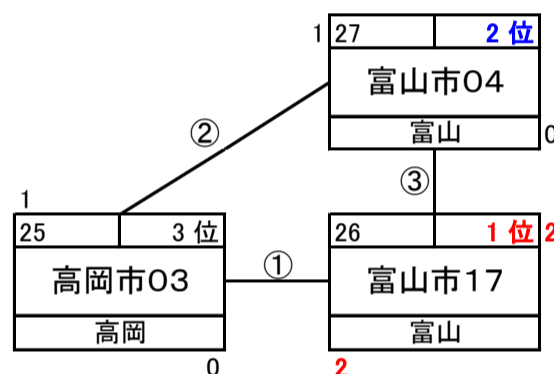 1 27 2 位
富山市04
富山 0
②
③
1
25 3 位
高岡市03
高岡
0
①
26 1 位 2
富山市17
富山
2